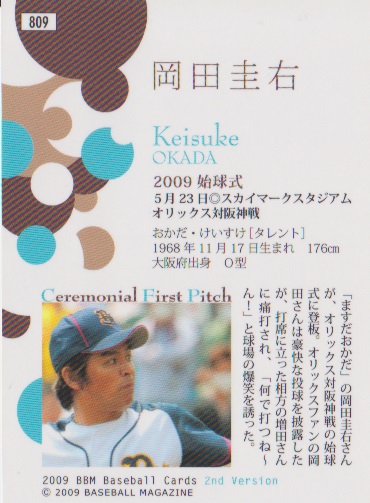 809
岡田圭右
Keisuke
OKADA
2009 始球式
5月23日◎スカイマークスタジアム
オリックス対阪神戦
おかだ・けいすけ[タレント]
1968年11月17日生まれ 176㎝
大阪府出身 O型
Ceremonial First Pitch
「ますだおかだ」の岡田圭右さん
が、オリックス対阪神戦の始球
式に登板。オリックスファンの岡
田さんは豪快な投球を披露した
が、打席に立った相方の増田さん
に痛打され、「何で打つね〜
ん！」と球場の爆笑を誘った。
2009 BBM Baseball Cards 2nd Version
© 2009 BASEBALL MAGAZINE